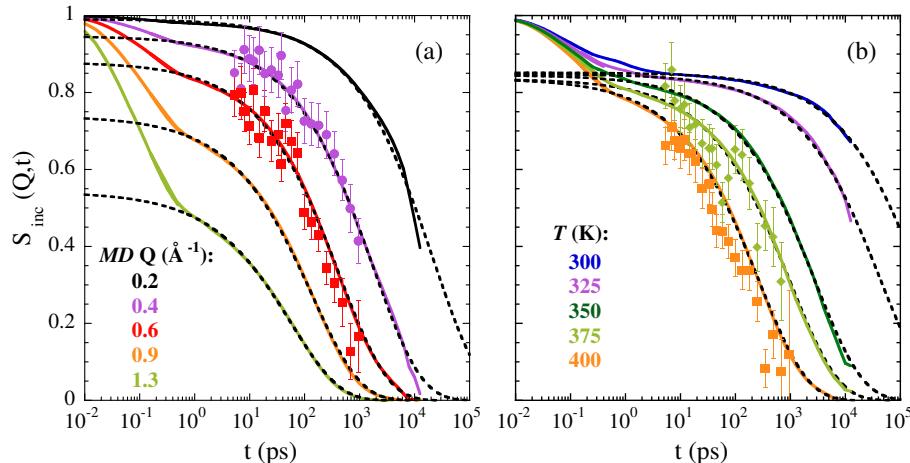 (a)
(b)
S_inc (Q,t)
1
0.8
0.6
0.4
0.2
0
MD Q (Å⁻¹):
0.2
0.4
0.6
0.9
1.3
T (K):
300
325
350
375
400
10⁻² 10⁻¹ 10⁰ 10¹ 10² 10³ 10⁴ 10⁵
10⁻² 10⁻¹ 10⁰ 10¹ 10² 10³ 10⁴ 10⁵
t (ps)
t (ps)